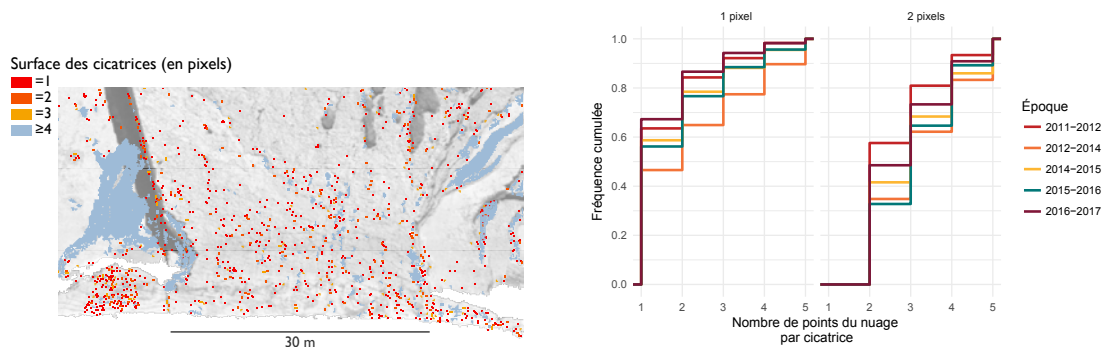 Surface des cicatrices (en pixels)
=1
=2
=3
≥4
30 m
1 pixel
2 pixels
Fréquence cumulée
1.0
0.8
0.6
0.4
0.2
0.0
1 2 3 4 5
1 2 3 4 5
Nombre de points du nuage
par cicatrice
Époque
2011−2012
2012−2014
2014−2015
2015−2016
2016−2017